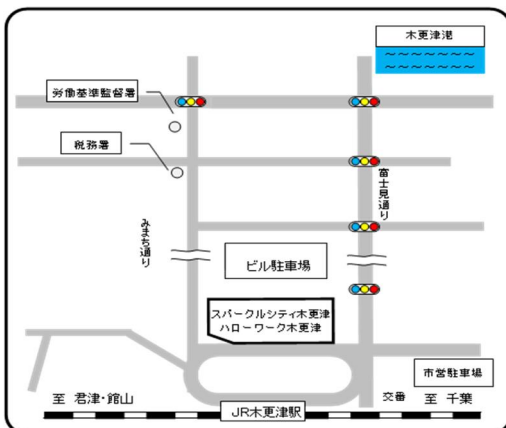 木更津港
労働基準監督署
税務署
富士見通り
みまち通り
ビル駐車場
スパークルシティ木更津
ハローワーク木更津
市営駐車場
至 君津・館山
交番
至 千葉
JR木更津駅